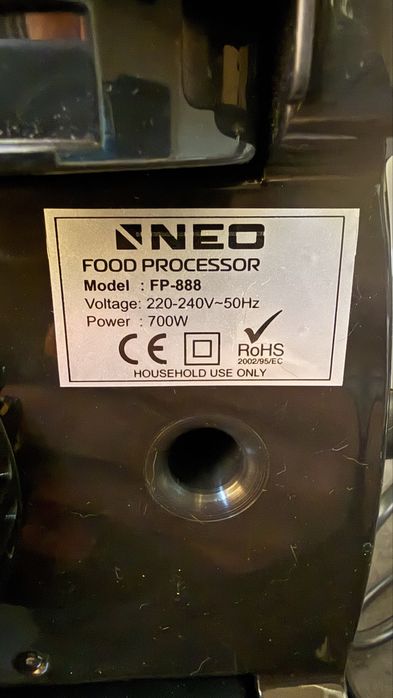 NEO
FOOD PROCESSOR
Model : FP-888
Voltage: 220-240V~50Hz
Power : 700W
CE
RoHS
2002/95/EC
HOUSEHOLD USE ONLY